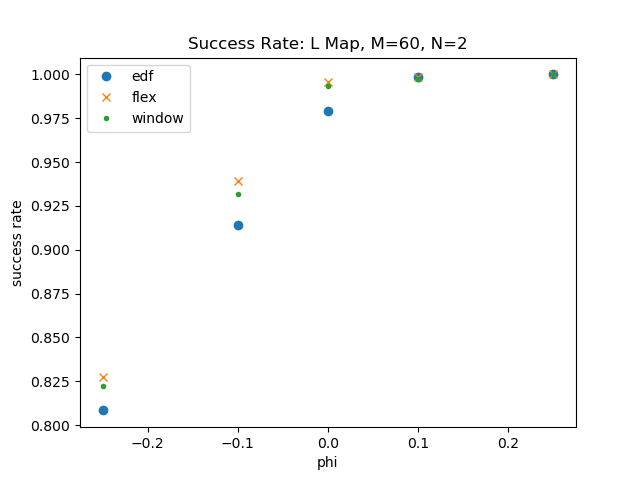 Success Rate: L Map, M=60, N=2
edf
flex
window
1.000
0.975
0.950
0.925
0.900
0.875
0.850
0.825
0.800
success rate
−0.2
−0.1
0.0
0.1
0.2
phi